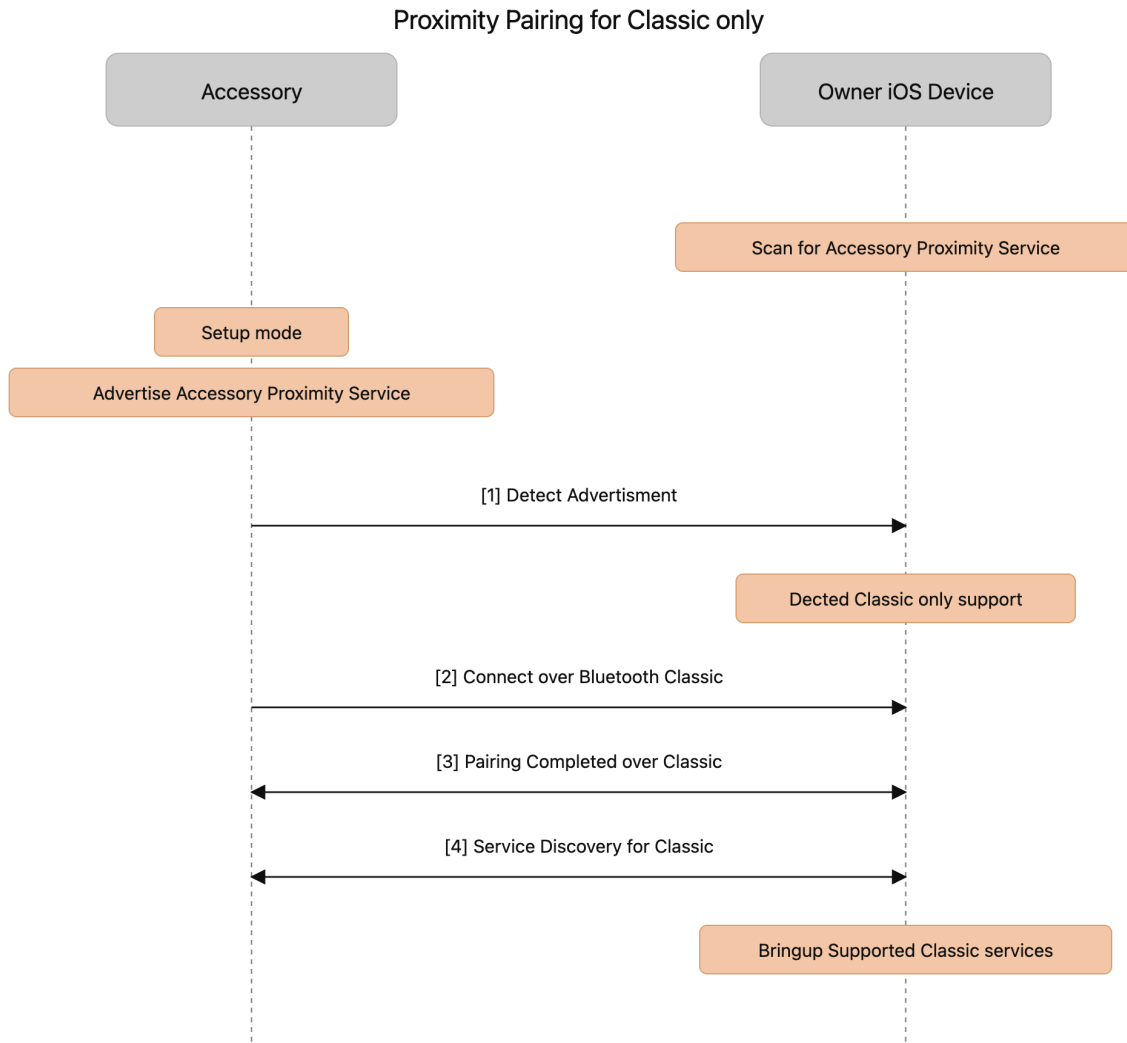 Proximity Pairing for Classic only
Accessory
Owner iOS Device
Scan for Accessory Proximity Service
Setup mode
Advertise Accessory Proximity Service
[1] Detect Advertisment
Dected Classic only support
[2] Connect over Bluetooth Classic
[3] Pairing Completed over Classic
[4] Service Discovery for Classic
Bringup Supported Classic services